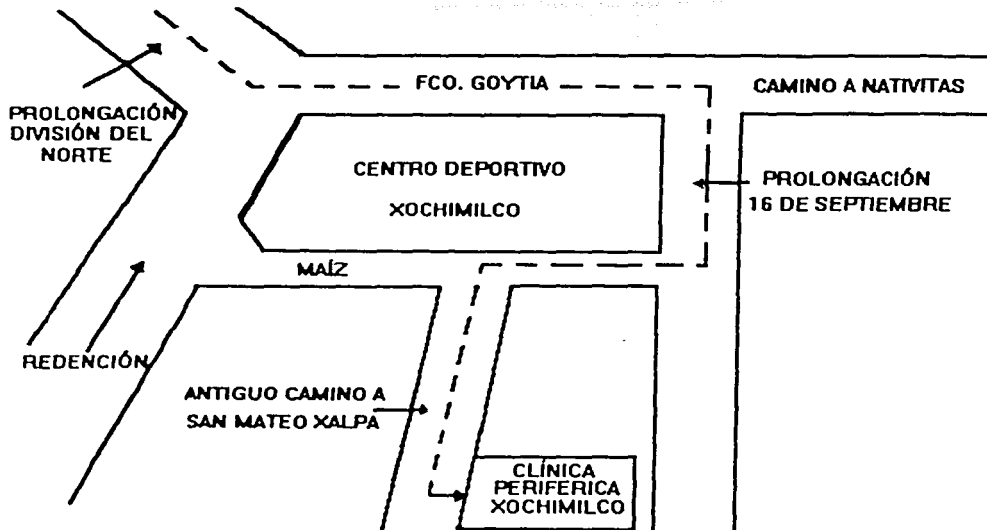 FCO. GOYTIA
CAMINO A NATIVITAS
PROLONGACIÓN
DIVISIÓN DEL
NORTE
CENTRO DEPORTIVO
XOCHIMILCO
PROLONGACIÓN
16 DE SEPTIEMBRE
MAÍZ
REDENCIÓN
ANTIGUO CAMINO A
SAN MATEO XALPA
CLÍNICA
PERIFERICA
XOCHIMILCO